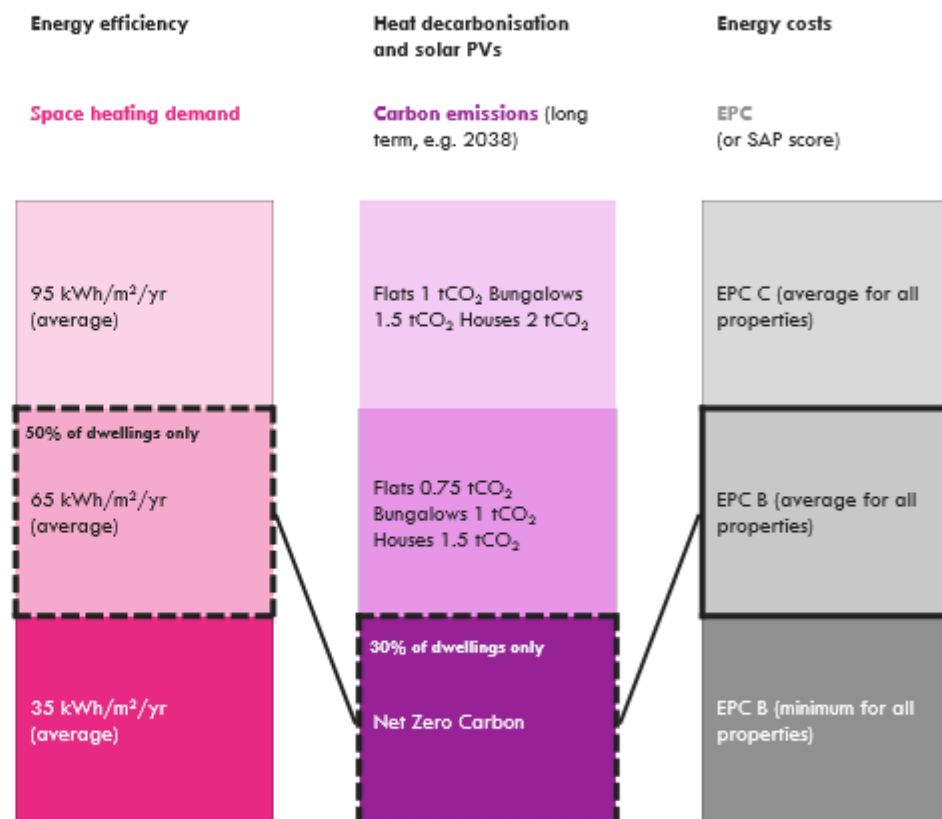 Energy efficiency
Heat decarbonisation
and solar PVs
Energy costs
Space heating demand
Carbon emissions (long
term, e.g. 2038)
EPC
(or SAP score)
95 kWh/m²/yr
(average)
Flats 1 tCO₂ Bungalows
1.5 tCO₂ Houses 2 tCO₂
EPC C (average for all
properties)
50% of dwellings only
65 kWh/m²/yr
(average)
Flats 0.75 tCO₂
Bungalows 1 tCO₂
Houses 1.5 tCO₂
EPC B (average for all
properties)
35 kWh/m²/yr
(average)
30% of dwellings only
Net Zero Carbon
EPC B (minimum for all
properties)